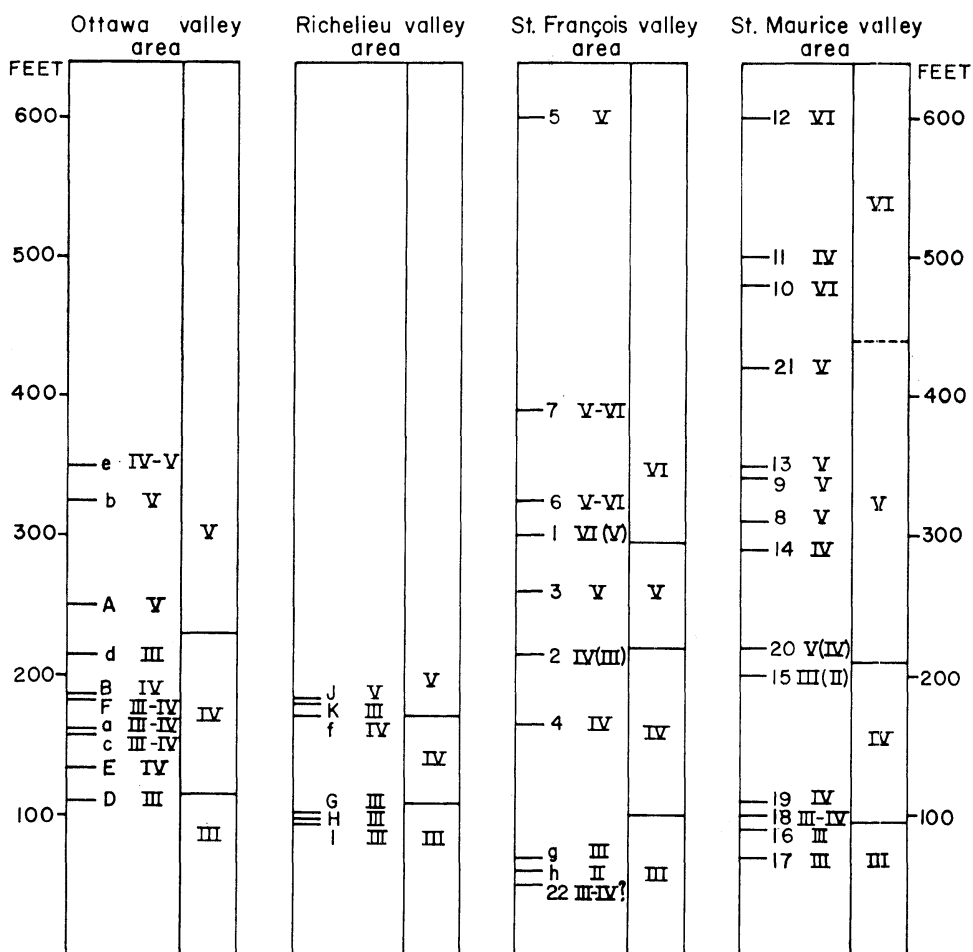 Ottawa valley area
FEET
600
500
400
300
200
100
e IV-V
b V
A V
d III
B IV
F III-IV
a III-IV
c III-IV
E IV
D III
V
IV
III
Richelieu valley area
J V
K III
f IV
G III
H III
I III
V
IV
III
St. François valley area
5 V
7 V-VI
6 V-VI
1 VI(V)
3 V
2 IV(III)
4 IV
g III
h II
22 III-IV?
VI
V
IV
III
St. Maurice valley area
12 VI
11 IV
10 VI
21 V
13 V
9 V
8 V
14 IV
20 V(IV)
15 III(II)
19 IV
18 III-IV
16 III
17 III
VI
V
IV
III
FEET
600
500
400
300
200
100